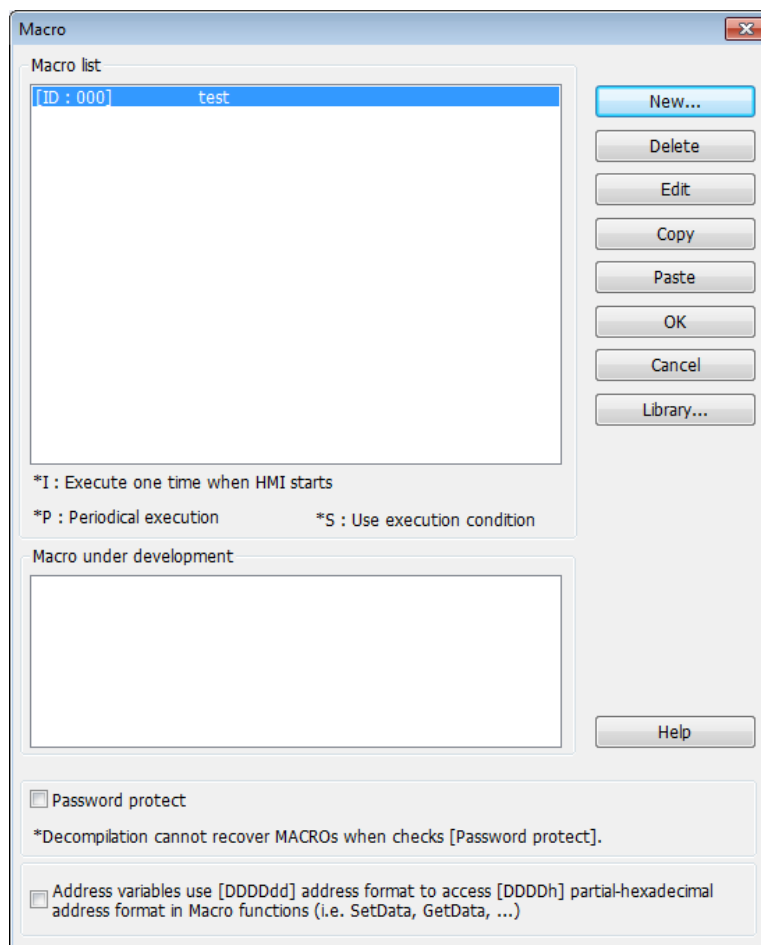 Macro
Macro list
[ID : 000] test
New...
Delete
Edit
Copy
Paste
OK
Cancel
Library...
*I : Execute one time when HMI starts
*P : Periodical execution *S : Use execution condition
Macro under development
Help
Password protect
*Decompilation cannot recover MACROs when checks [Password protect].
Address variables use [DDDDdd] address format to access [DDDDh] partial-hexadecimal
address format in Macro functions (i.e. SetData, GetData, ...)